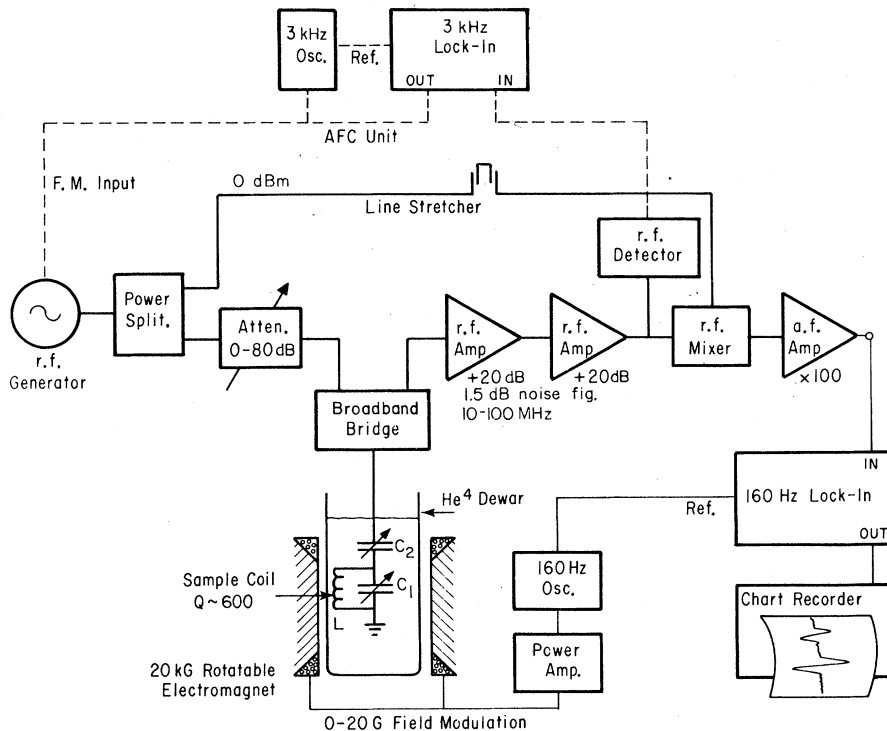 3 kHz
Osc.
Ref.
3 kHz
Lock-In
OUT IN
AFC Unit
F. M. Input
0 dBm
Line Stretcher
r.f.
Detector
r.f.
Generator
Power
Split.
Atten.
0-80dB
r.f.
Amp
+20 dB
1.5 dB noise fig.
10-100 MHz
r.f.
Amp
+20dB
r.f.
Mixer
a.f.
Amp
×100
Broadband
Bridge
He4 Dewar
C2
C1
L
Sample Coil
Q~600
20 kG Rotatable
Electromagnet
0-20 G Field Modulation
160 Hz
Osc.
Power
Amp.
Ref.
IN
160 Hz Lock-In
OUT
Chart Recorder